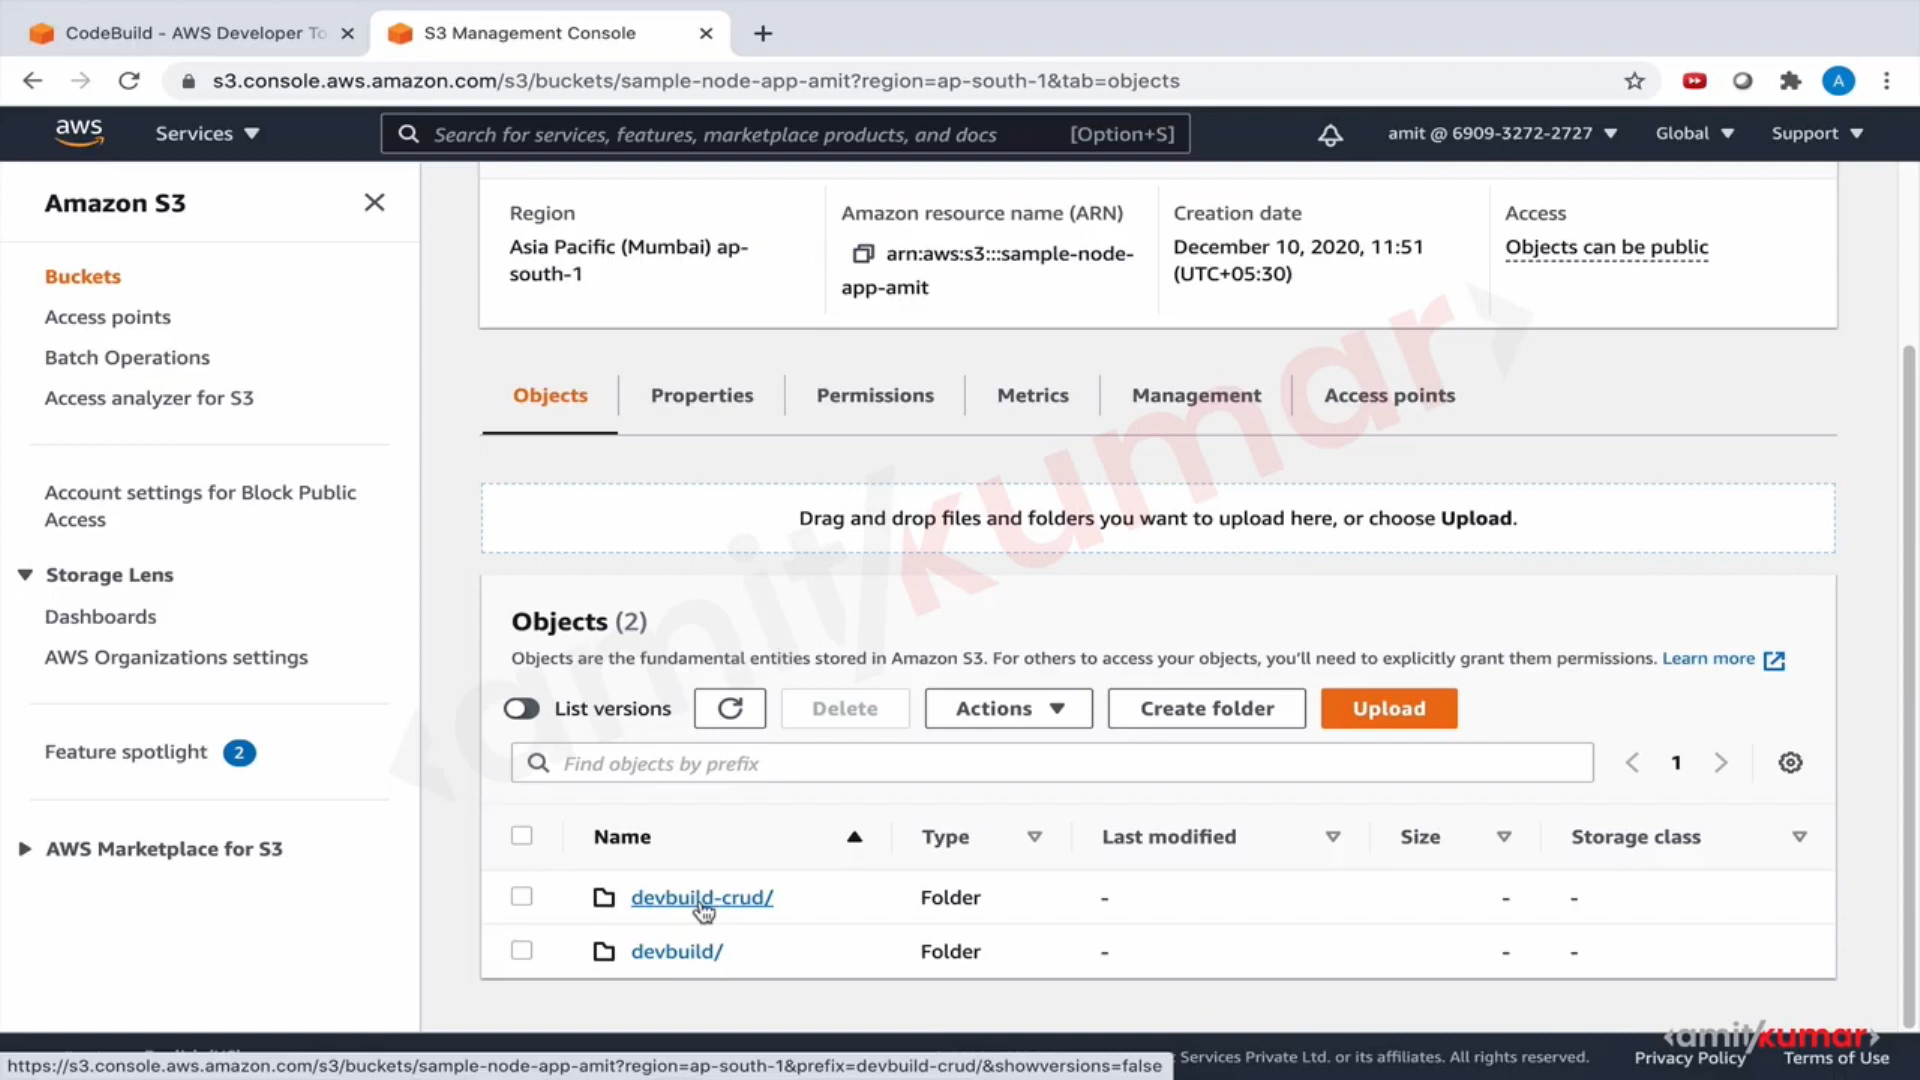 CodeBuild - AWS Developer To
S3 Management Console
s3.console.aws.amazon.com/s3/buckets/sample-node-app-amit?region=ap-south-1&tab=objects
A
aws
Services
Search for services, features, marketplace products, and docs
[Option+S]
amit @ 6909-3272-2727
Global
Support
Amazon S3
Buckets
Access points
Batch Operations
Access analyzer for S3
Account settings for Block Public
Access
Storage Lens
Dashboards
AWS Organizations settings
Feature spotlight 2
AWS Marketplace for S3
Region
Asia Pacific (Mumbai) ap-
south-1
Amazon resource name (ARN)
arn:aws:s3:::sample-node-
app-amit
Creation date
December 10, 2020, 11:51
(UTC+05:30)
Access
Objects can be public
Objects Properties Permissions Metrics Management Access points
Drag and drop files and folders you want to upload here, or choose Upload.
Objects (2)
Objects are the fundamental entities stored in Amazon S3. For others to access your objects, you'll need to explicitly grant them permissions. Learn more
List versions Delete Actions Create folder Upload
Find objects by prefix
1
Name Type Last modified Size Storage class
devbuild-crud/ Folder - - -
devbuild/ Folder - - -
<amit/kumar>
<amit/kumar>
https://s3.console.aws.amazon.com/s3/buckets/sample-node-app-amit?region=ap-south-1&prefix=devbuild-crud/&showversions=false
Services Private Ltd. or its affiliates. All rights reserved.
Privacy Policy
Terms of Use